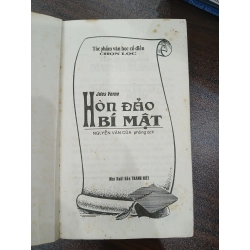 Tác phẩm văn học cổ điển
CHỌN LỌC
Jules Verne
HÒN ĐẢO
BÍ MẬT
NGUYỄN VĂN CỦA phỏng dịch
Nhà Xuất Bản THANH NIÊN